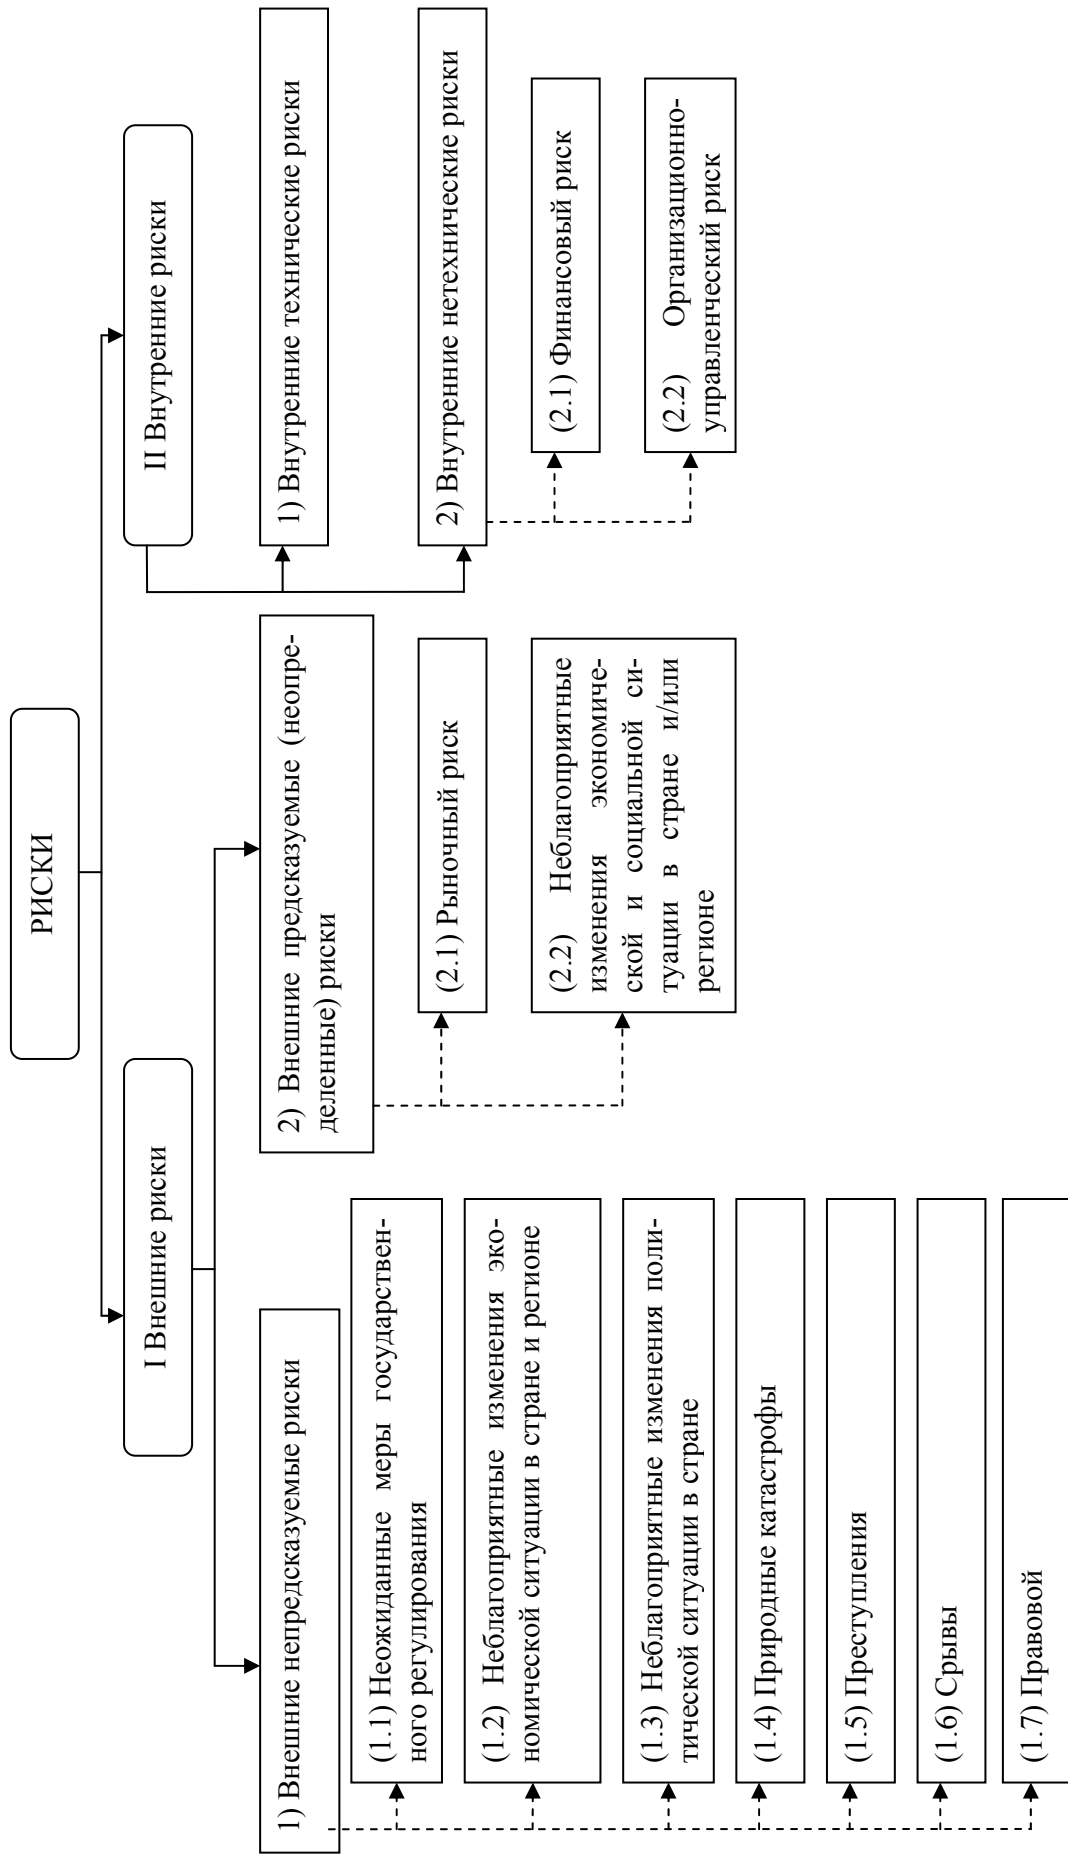 РИСКИ
I Внешние риски
II Внутренние риски
1) Внешние непредсказуемые риски
(1.1) Неожиданные меры государствен-
ного регулирования
(1.2) Неблагоприятные изменения эко-
номической ситуации в стране и регионе
(1.3) Неблагоприятные изменения поли-
тической ситуации в стране
(1.4) Природные катастрофы
(1.5) Преступления
(1.6) Срывы
(1.7) Правовой
2) Внешние предсказуемые (неопре-
деленные) риски
(2.1) Рыночный риск
(2.2) Неблагоприятные
изменения экономиче-
ской и социальной си-
туации в стране и/или
регионе
1) Внутренние технические риски
2) Внутренние нетехнические риски
(2.1) Финансовый риск
(2.2) Организационно-
управленческий риск